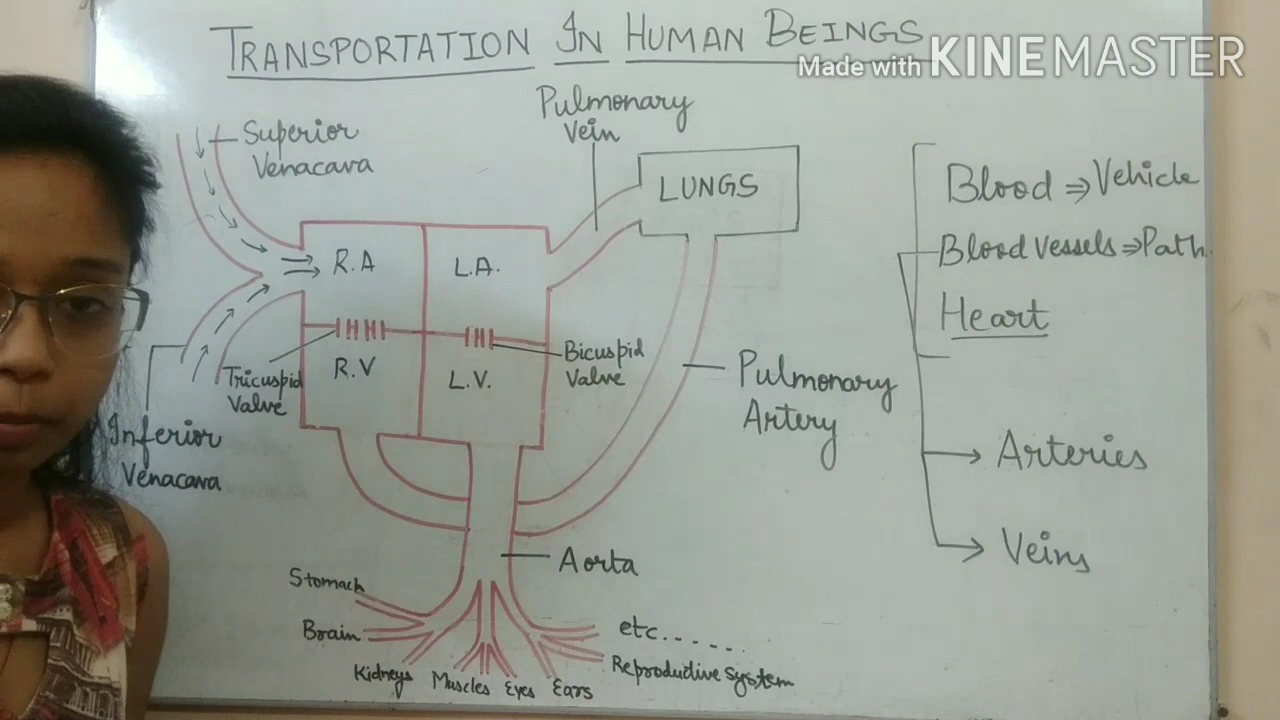 TRANSPORTATION IN HUMAN BEINGS
Made with KINEMASTER
Superior
Venacava
Pulmonary
Vein
LUNGS
R.A
L.A.
Tricuspid
Valve
R.V
L.V.
Bicuspid
Valve
Inferior
Venacava
Pulmonary
Artery
Aorta
Stomach
Brain
Kidneys
Muscles
Eyes
Ears
Reproductive System
etc.....
Blood ⇒ Vehicle
Blood Vessels ⇒ Path
Heart
Arteries
Veins